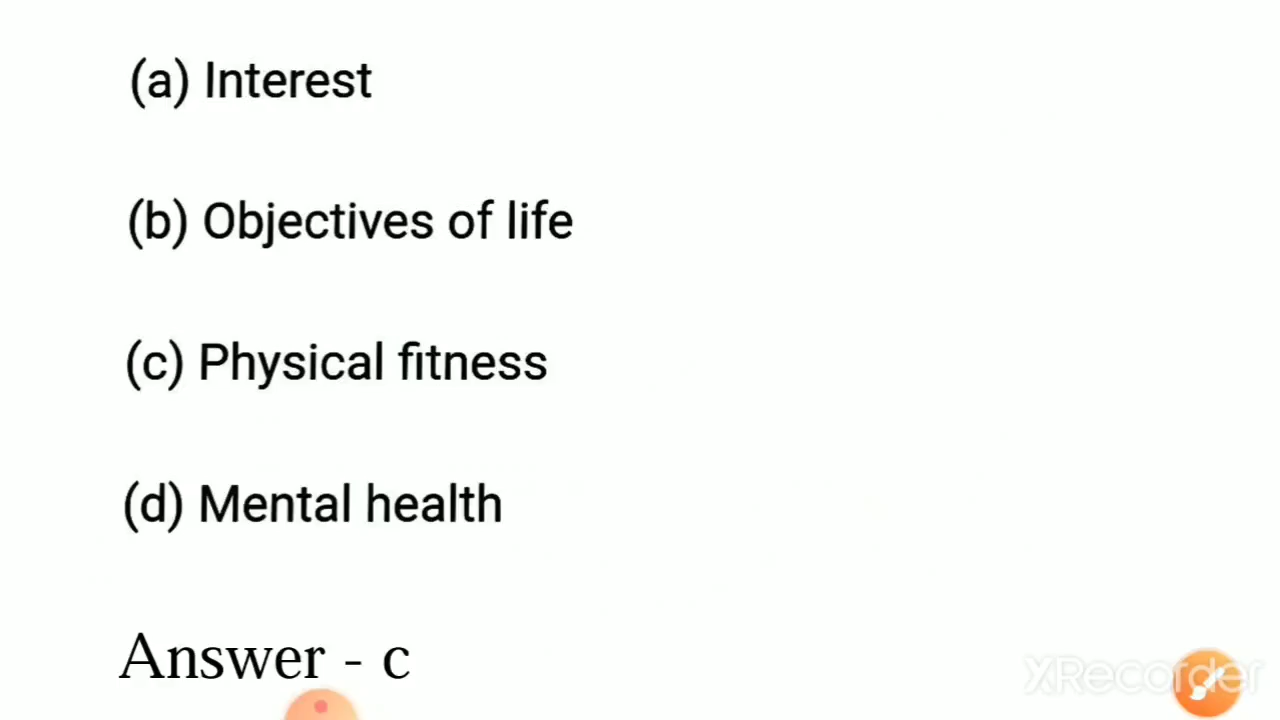 (a) Interest
(b) Objectives of life
(c) Physical fitness
(d) Mental health
Answer - c
XRecorder